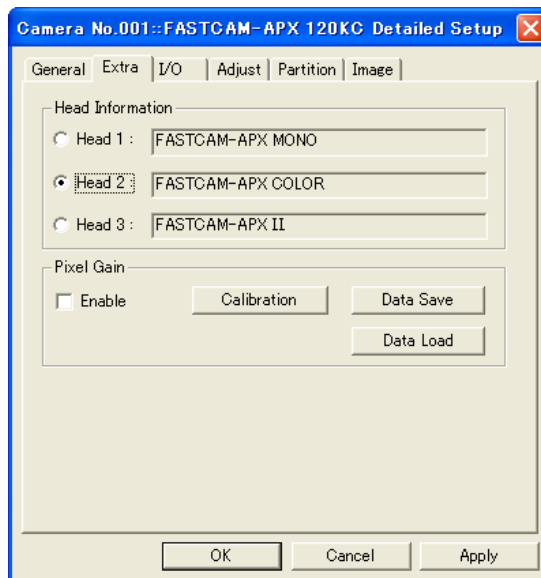 Camera No.001::FASTCAM-APX 120KC Detailed Setup
General Extra I/O Adjust Partition Image
Head Information
Head 1 : FASTCAM-APX MONO
Head 2 : FASTCAM-APX COLOR
Head 3 : FASTCAM-APX II
Pixel Gain
Enable Calibration Data Save
Data Load
OK Cancel Apply